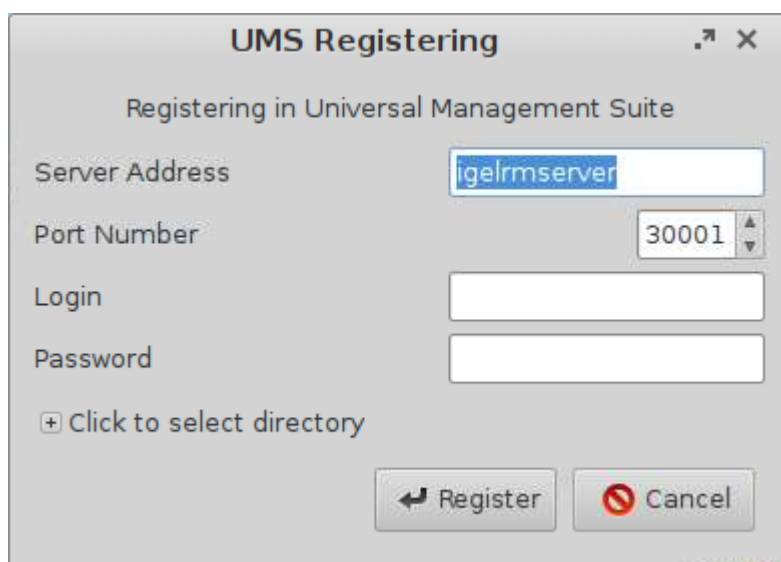 UMS Registering
Registering in Universal Management Suite
Server Address igelrmserver
Port Number 30001
Login
Password
Click to select directory
Register Cancel